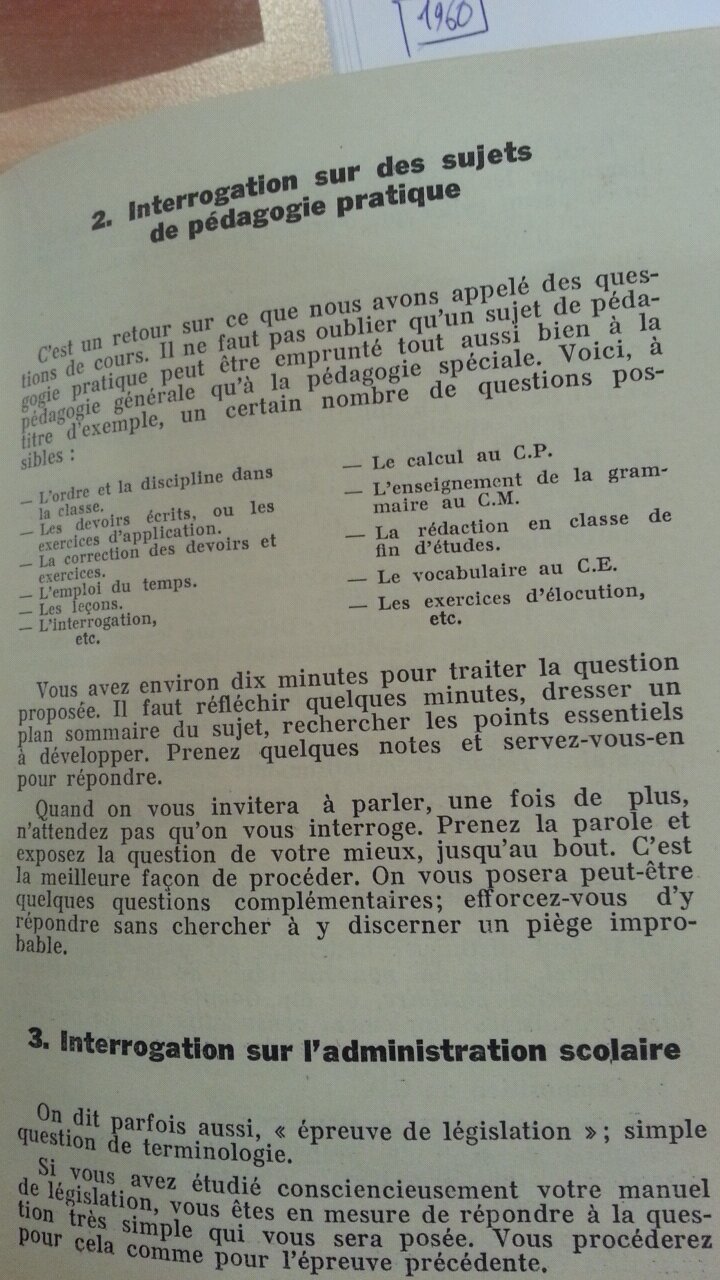 1960
2. Interrogation sur des sujets
de pédagogie pratique
C'est un retour sur ce que nous avons appelé des ques-
tions de cours. Il ne faut pas oublier qu'un sujet de péda-
gogie pratique peut être emprunté tout aussi bien à la
pédagogie générale qu'à la pédagogie spéciale. Voici, à
titre d'exemple, un certain nombre de questions pos-
sibles :
— L'ordre et la discipline dans
la classe.
— Les devoirs écrits, ou les
exercices d'application.
— La correction des devoirs et
exercices.
— L'emploi du temps.
— Les leçons.
— L'interrogation,
etc.
— Le calcul au C.P.
— L'enseignement de la gram-
maire au C.M.
— La rédaction en classe de
fin d'études.
— Le vocabulaire au C.E.
— Les exercices d'élocution,
etc.
Vous avez environ dix minutes pour traiter la question
proposée. Il faut réfléchir quelques minutes, dresser un
plan sommaire du sujet, rechercher les points essentiels
à développer. Prenez quelques notes et servez-vous-en
pour répondre.
Quand on vous invitera à parler, une fois de plus,
n'attendez pas qu'on vous interroge. Prenez la parole et
exposez la question de votre mieux, jusqu'au bout. C'est
la meilleure façon de procéder. On vous posera peut-être
quelques questions complémentaires; efforcez-vous d'y
répondre sans chercher à y discerner un piège impro-
bable.
3. Interrogation sur l'administration scolaire
On dit parfois aussi, « épreuve de législation » ; simple
question de terminologie.
Si vous avez étudié consciencieusement votre manuel
de législation, vous êtes en mesure de répondre à la ques-
tion très simple qui vous sera posée. Vous procéderez
pour cela comme pour l'épreuve précédente.